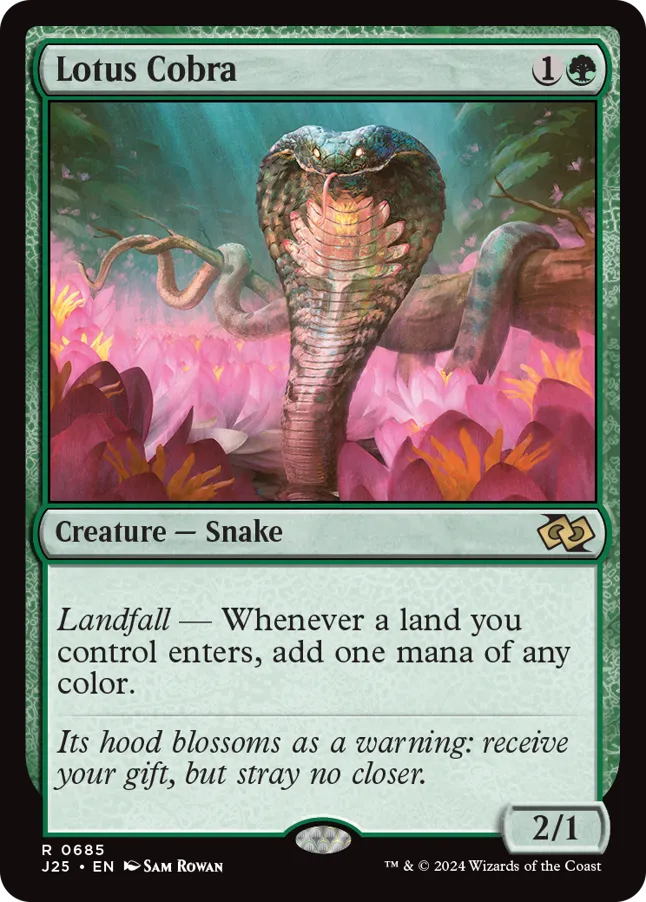 Lotus Cobra 1
Creature — Snake
Landfall — Whenever a land you
control enters, add one mana of any
color.
Its hood blossoms as a warning: receive
your gift, but stray no closer.
2/1
R 0685
J25 • EN Sam Rowan
™ & © 2024 Wizards of the Coast